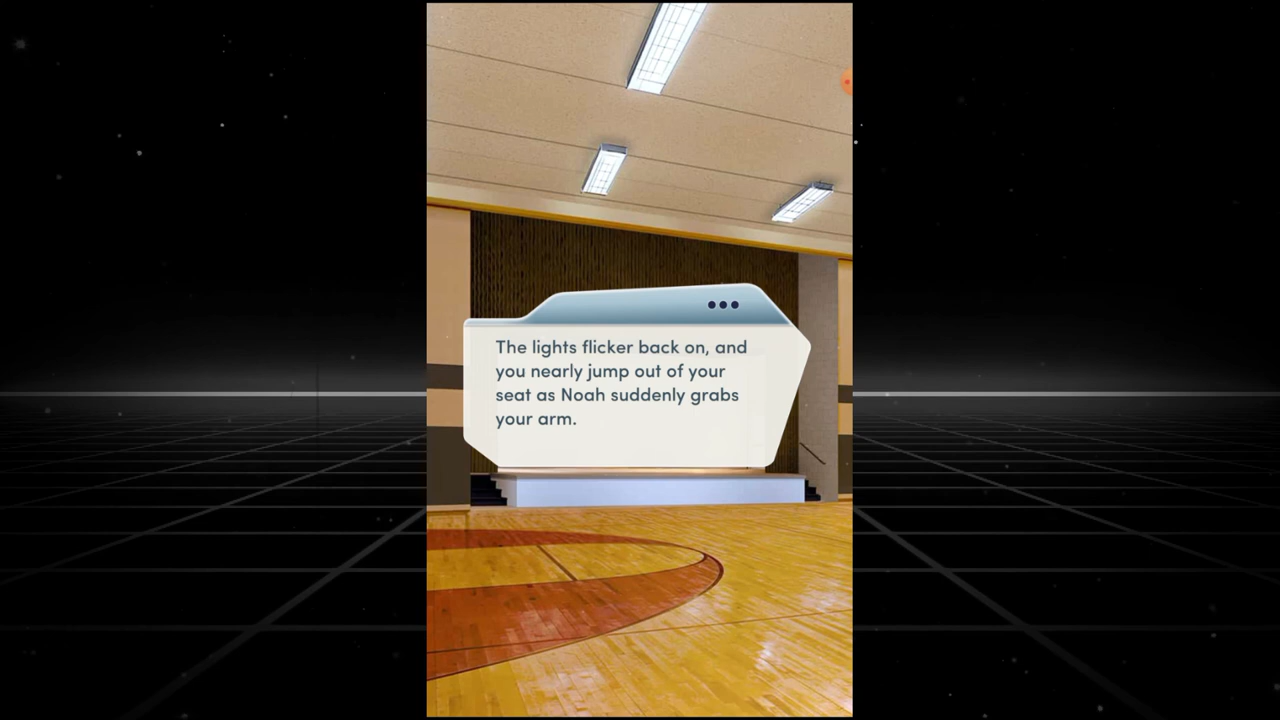 The lights flicker back on, and
you nearly jump out of your
seat as Noah suddenly grabs
your arm.